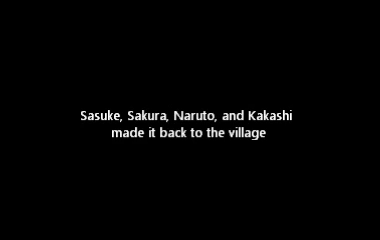 Sasuke, Sakura, Naruto, and Kakashi
made it back to the village